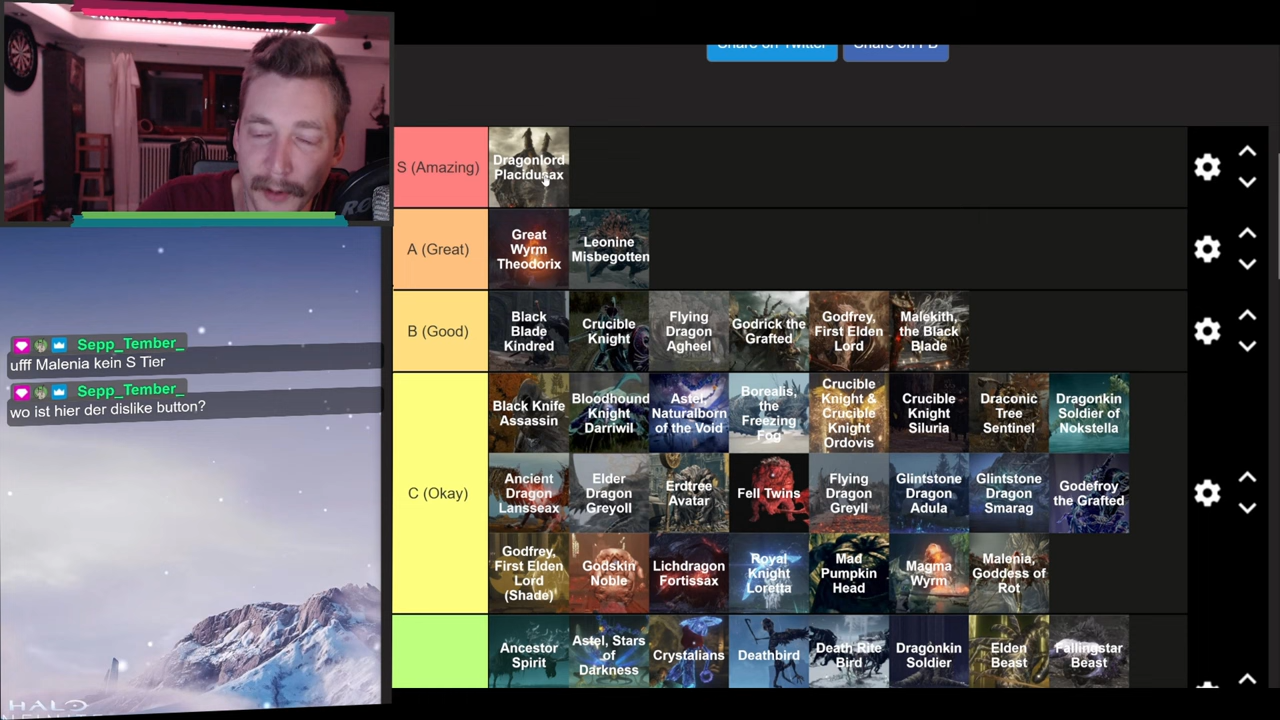 Share on Twitter
Share on FB
S (Amazing)
Dragonlord
Placidusax
A (Great)
Great
Wyrm
Theodorix
Leonine
Misbegotten
B (Good)
Black
Blade
Kindred
Crucible
Knight
Flying
Dragon
Agheel
Godrick the
Grafted
Godfrey,
First Elden
Lord
Malekith,
the Black
Blade
Sepp_Tember_
ufff Malenia kein S Tier
Sepp_Tember_
wo ist hier der dislike button?
C (Okay)
Black Knife
Assassin
Bloodhound
Knight
Darriwil
Astel,
Naturalborn
of the Void
Borealis,
the
Freezing
Fog
Crucible
Knight &
Crucible
Knight
Ordovis
Crucible
Knight
Siluria
Draconic
Tree
Sentinel
Dragonkin
Soldier of
Nokstella
Ancient
Dragon
Lansseax
Elder
Dragon
Greyoll
Erdtree
Avatar
Fell Twins
Flying
Dragon
Greyll
Glintstone
Dragon
Adula
Glintstone
Dragon
Smarag
Godefroy
the Grafted
Godfrey,
First Elden
Lord
(Shade)
Godskin
Noble
Lichdragon
Fortissax
Royal
Knight
Loretta
Mad
Pumpkin
Head
Magma
Wyrm
Malenia,
Goddess of
Rot
Ancestor
Spirit
Astel, Stars
of
Darkness
Crystalians
Deathbird
Death Rite
Bird
Dragonkin
Soldier
Elden
Beast
Fallingstar
Beast
HALO